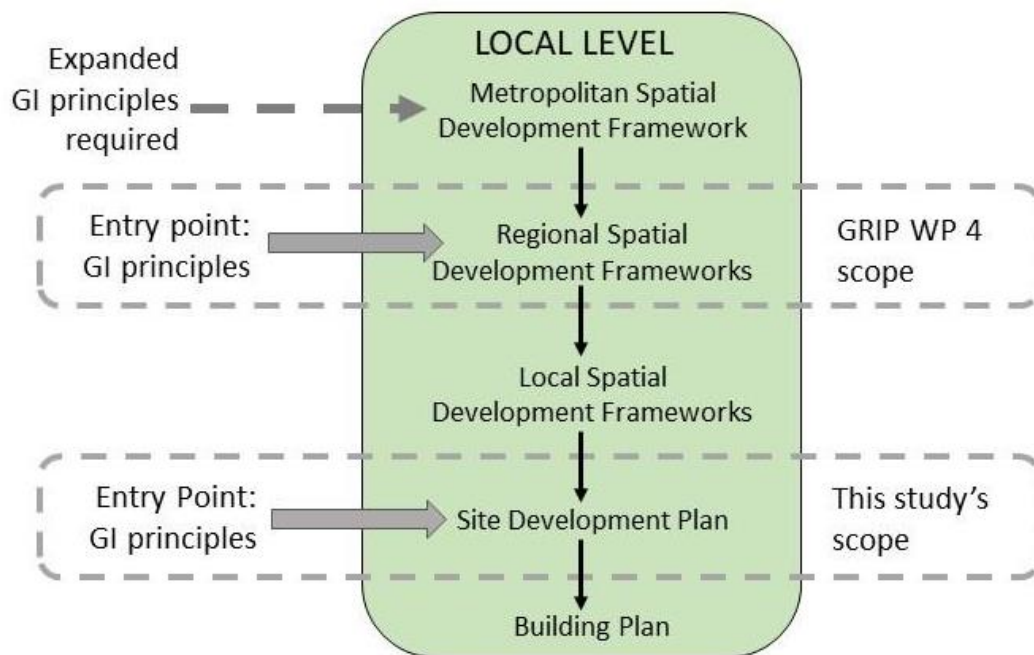 LOCAL LEVEL
Expanded
GI principles
required
Metropolitan Spatial
Development Framework
Entry point:
GI principles
Regional Spatial
Development Frameworks
GRIP WP 4
scope
Local Spatial
Development Frameworks
Entry Point:
GI principles
Site Development Plan
This study's
scope
Building Plan